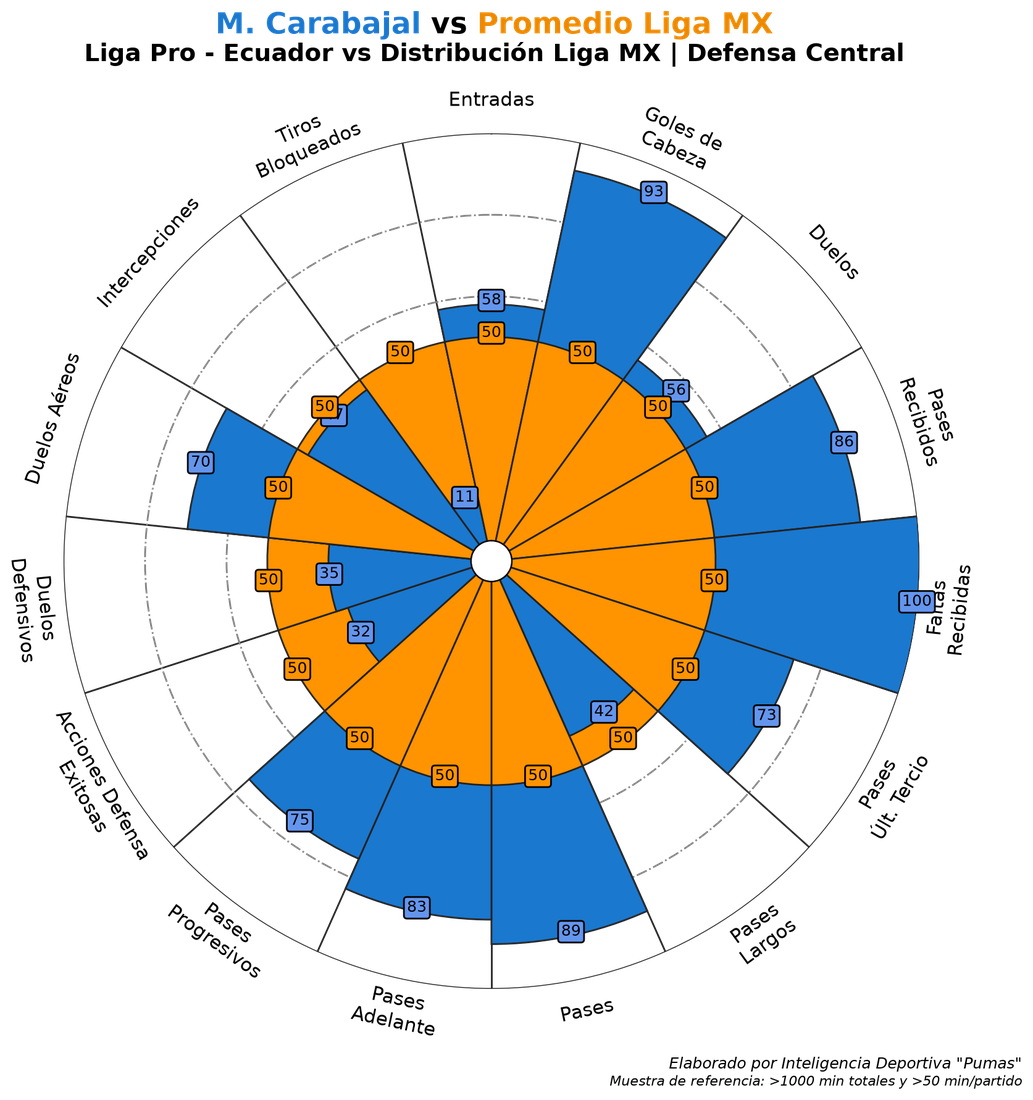 M. Carabajal vs Promedio Liga MX
Liga Pro - Ecuador vs Distribución Liga MX | Defensa Central
Entradas
Goles de
Cabeza
Duelos
Pases
Recibidos
Faltas
Recibidas
Pases
Últ. Tercio
Pases
Largos
Pases
Pases
Adelante
Pases
Progresivos
Acciones Defensa
Exitosas
Duelos
Defensivos
Duelos Aéreos
Intercepciones
Tiros
Bloqueados
58
50
93
50
56
50
86
50
100
50
73
50
42
50
89
50
83
50
75
50
32
50
35
50
70
50
50
11
50
Elaborado por Inteligencia Deportiva "Pumas"
Muestra de referencia: >1000 min totales y >50 min/partido